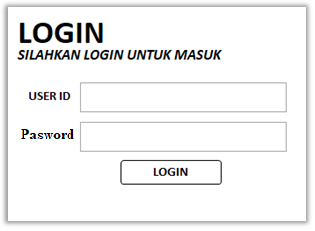 LOGIN
SILAHKAN LOGIN UNTUK MASUK
USER ID
Pasword
LOGIN